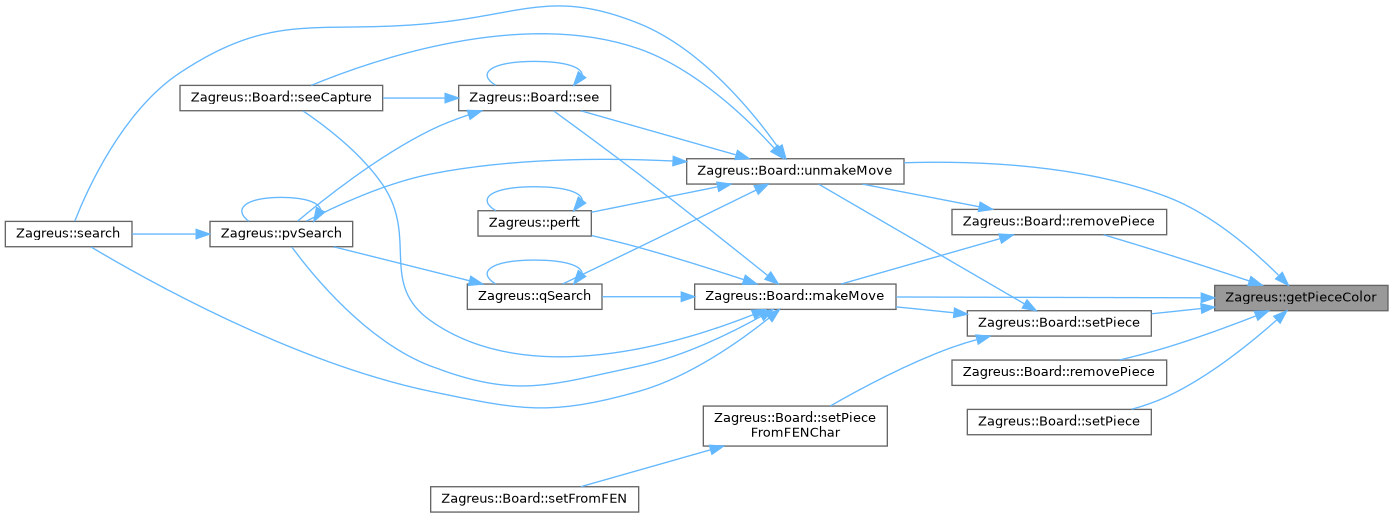 Zagreus::Board::seeCapture
Zagreus::Board::see
Zagreus::Board::unmakeMove
Zagreus::search
Zagreus::pvSearch
Zagreus::perft
Zagreus::Board::removePiece
Zagreus::qSearch
Zagreus::Board::makeMove
Zagreus::getPieceColor
Zagreus::Board::setPiece
Zagreus::Board::removePiece
Zagreus::Board::setPiece
FromFENChar
Zagreus::Board::setPiece
Zagreus::Board::setFromFEN